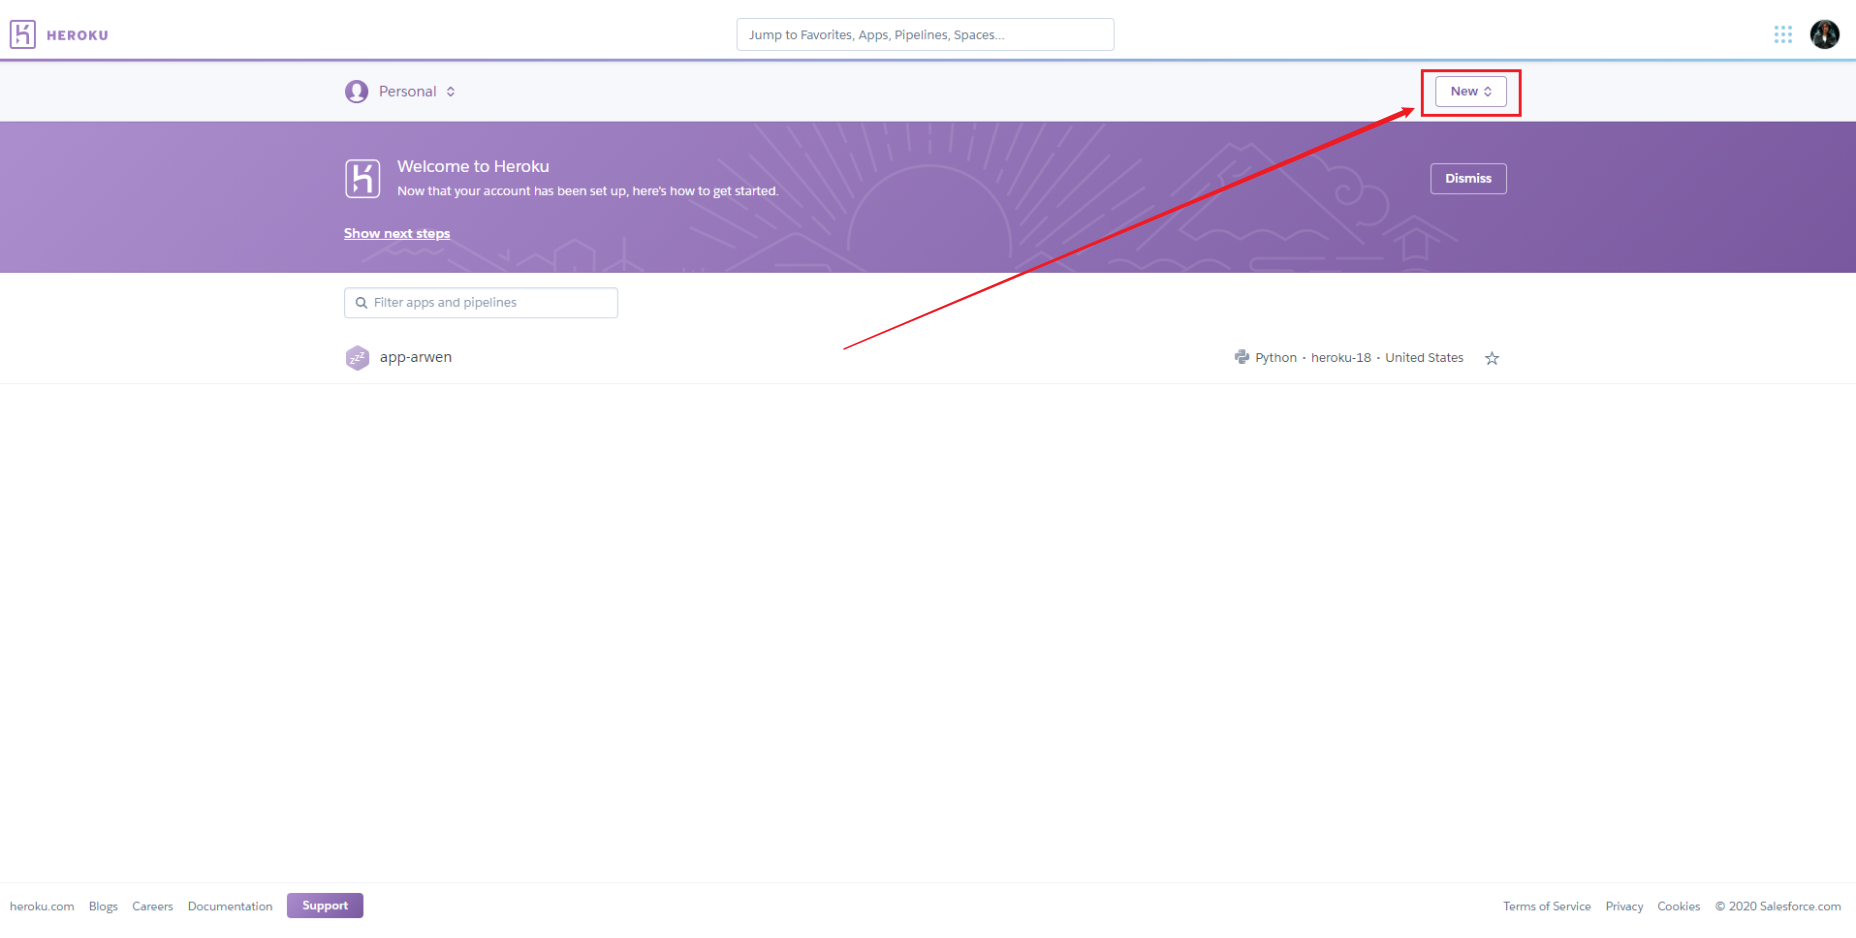 HEROKU
Jump to Favorites, Apps, Pipelines, Spaces...
Personal
New
Welcome to Heroku
Now that your account has been set up, here's how to get started.
Dismiss
Show next steps
Filter apps and pipelines
zzz app-arwen
Python · heroku-18 · United States
heroku.com Blogs Careers Documentation Support
Terms of Service Privacy Cookies © 2020 Salesforce.com